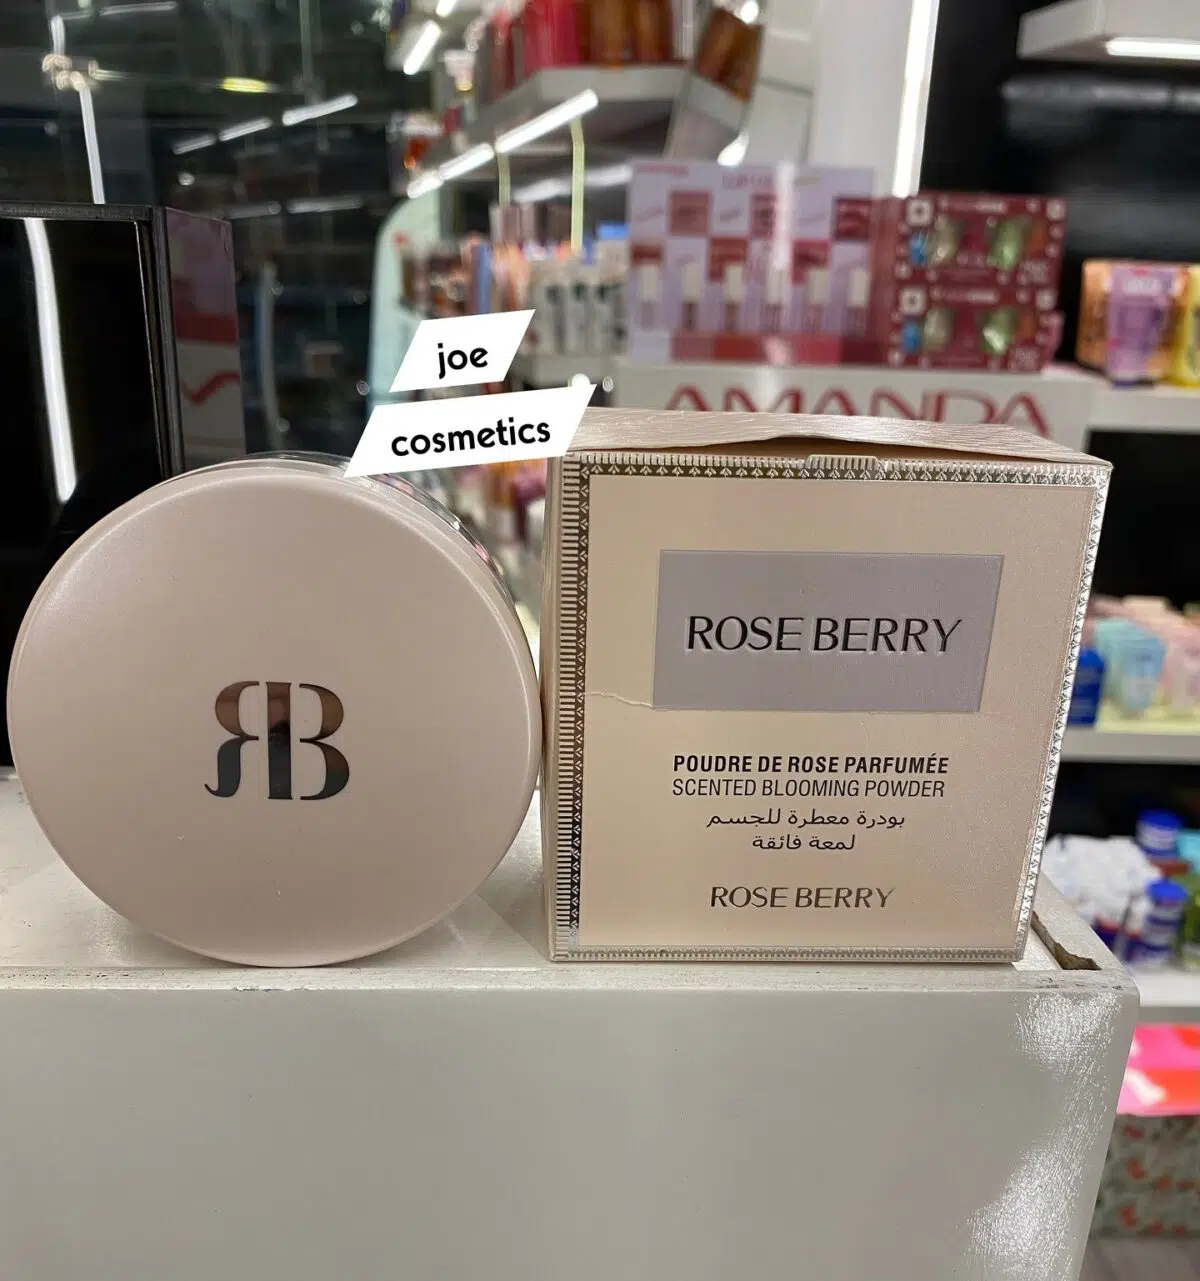 joe
cosmetics
AMANDA
RB
ROSE BERRY
POUDRE DE ROSE PARFUMÉE
SCENTED BLOOMING POWDER
بودرة معطرة للجسم
لمعة فائقة
ROSE BERRY